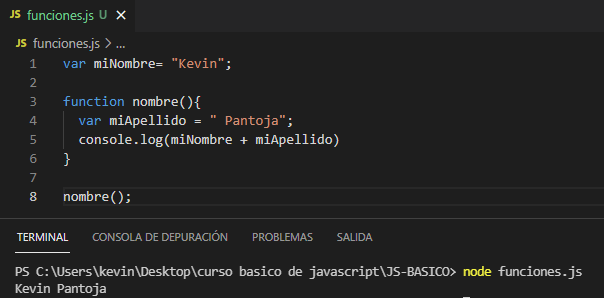 JS funciones.js U ×
JS funciones.js > ...
1 var miNombre= "Kevin";
2
3 function nombre(){
4 var miApellido = " Pantoja";
5 console.log(miNombre + miApellido)
6 }
7
8 nombre();
TERMINAL CONSOLA DE DEPURACIÓN PROBLEMAS SALIDA
PS C:\Users\kevin\Desktop\curso basico de javascript\JS-BASICO> node funciones.js
Kevin Pantoja